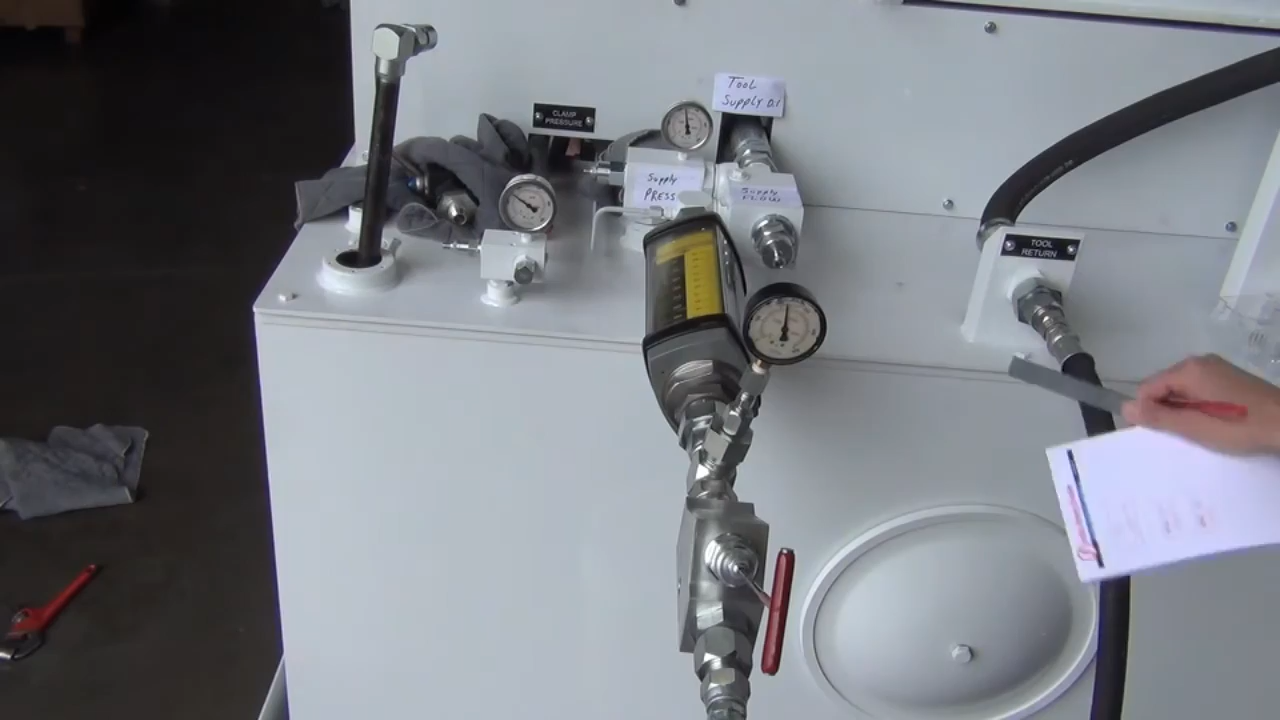 TOOL
Supply D.C
CLAMP
PRESSURE
Supply
PRESS
Supply
FLOW
TOOL
RETURN